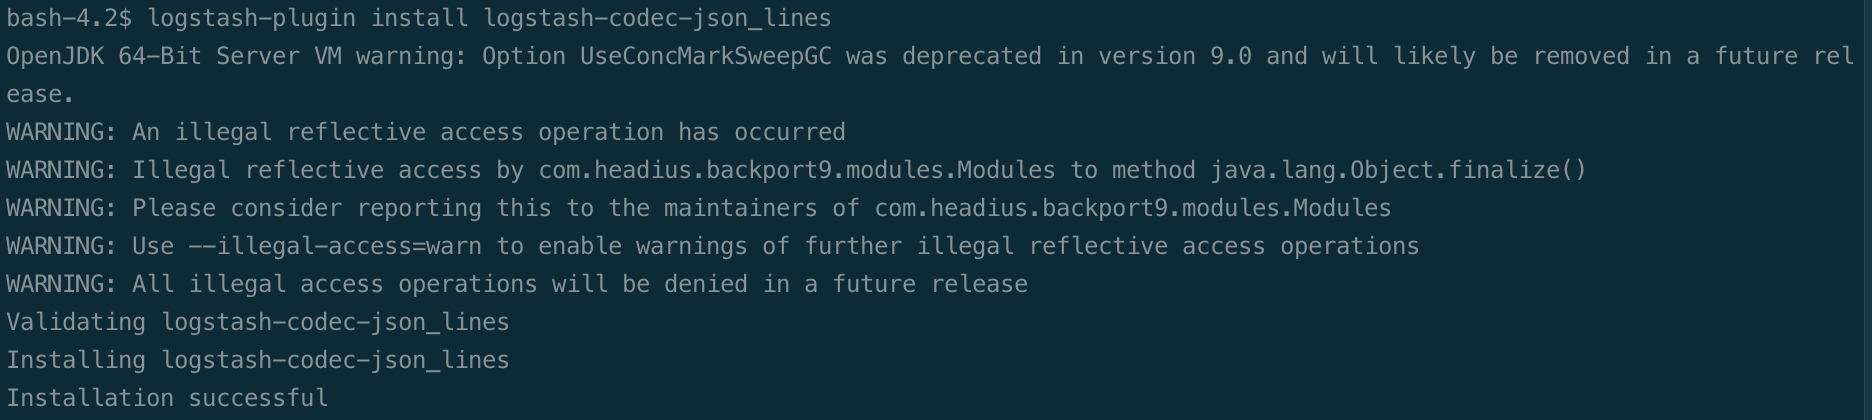 bash-4.2$ logstash-plugin install logstash-codec-json_lines
OpenJDK 64-Bit Server VM warning: Option UseConcMarkSweepGC was deprecated in version 9.0 and will likely be removed in a future rel
ease.
WARNING: An illegal reflective access operation has occurred
WARNING: Illegal reflective access by com.headius.backport9.modules.Modules to method java.lang.Object.finalize()
WARNING: Please consider reporting this to the maintainers of com.headius.backport9.modules.Modules
WARNING: Use --illegal-access=warn to enable warnings of further illegal reflective access operations
WARNING: All illegal access operations will be denied in a future release
Validating logstash-codec-json_lines
Installing logstash-codec-json_lines
Installation successful